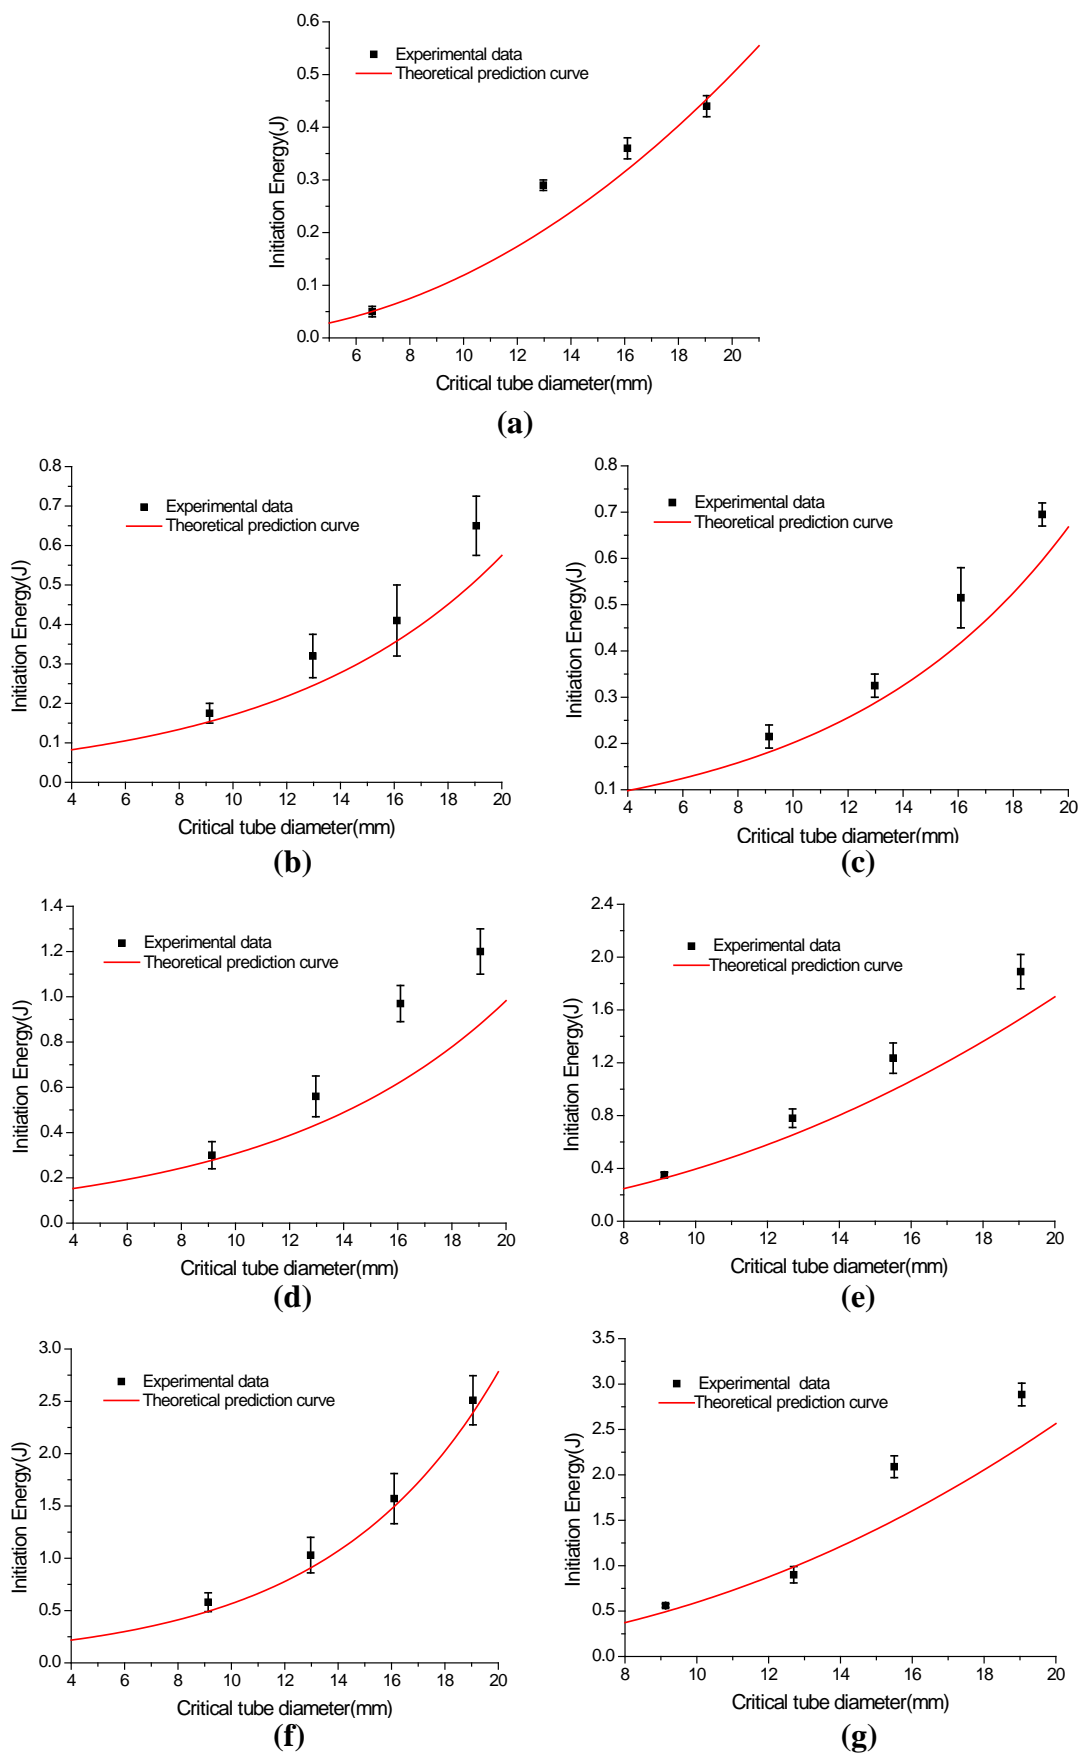 0.6
Experimental data
Theoretical prediction curve
0.5
0.4
0.3
0.2
0.1
0.0
Initiation Energy(J)
6 8 10 12 14 16 18 20
Critical tube diameter(mm)
(a)
0.8
Experimental data
Theoretical prediction curve
0.7
0.6
0.5
0.4
0.3
0.2
0.1
0.0
Initiation Energy(J)
4 6 8 10 12 14 16 18 20
Critical tube diameter(mm)
(b)
0.8
Experimental data
Theoretical prediction curve
0.7
0.6
0.5
0.4
0.3
0.2
0.1
Initiation Energy(J)
4 6 8 10 12 14 16 18 20
Critical tube diameter(mm)
(c)
1.4
Experimental data
Theoretical prediction curve
1.2
1.0
0.8
0.6
0.4
0.2
0.0
Initiation Energy(J)
4 6 8 10 12 14 16 18 20
Critical tube diameter(mm)
(d)
2.4
Experimental data
Theoretical prediction curve
2.0
1.6
1.2
0.8
0.4
0.0
Initiation Energy(J)
8 10 12 14 16 18 20
Critical tube diameter(mm)
(e)
3.0
Experimental data
Theoretical prediction curve
2.5
2.0
1.5
1.0
0.5
0.0
Initiation Energy(J)
4 6 8 10 12 14 16 18 20
Critical tube diameter(mm)
(f)
3.5
Experimental data
Theoretical prediction curve
3.0
2.5
2.0
1.5
1.0
0.5
0.0
Initiation Energy(J)
8 10 12 14 16 18 20
Critical tube diameter(mm)
(g)